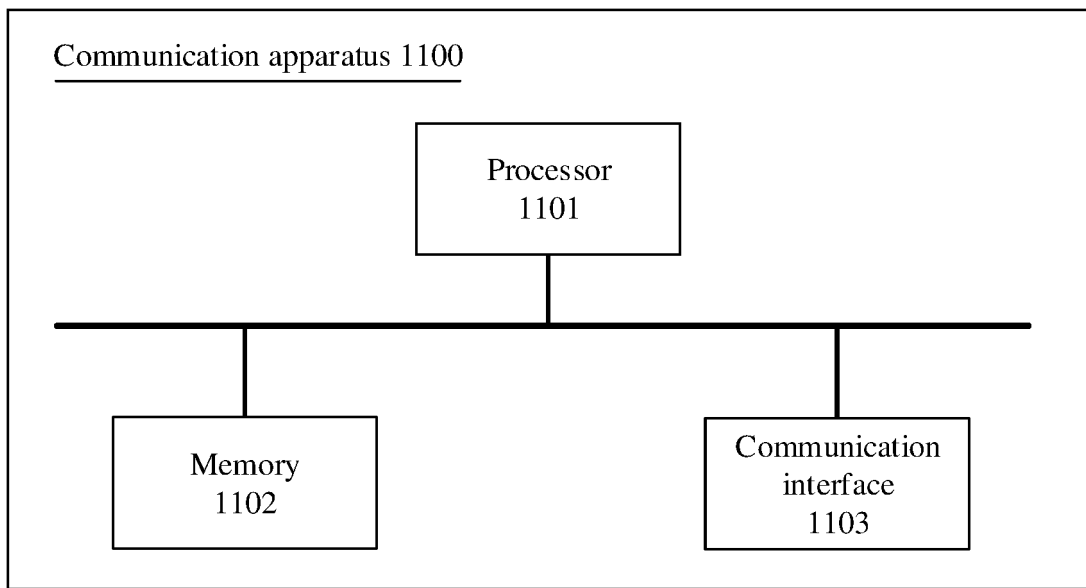 Communication apparatus 1100
Processor
1101
Memory
1102
Communication
interface
1103